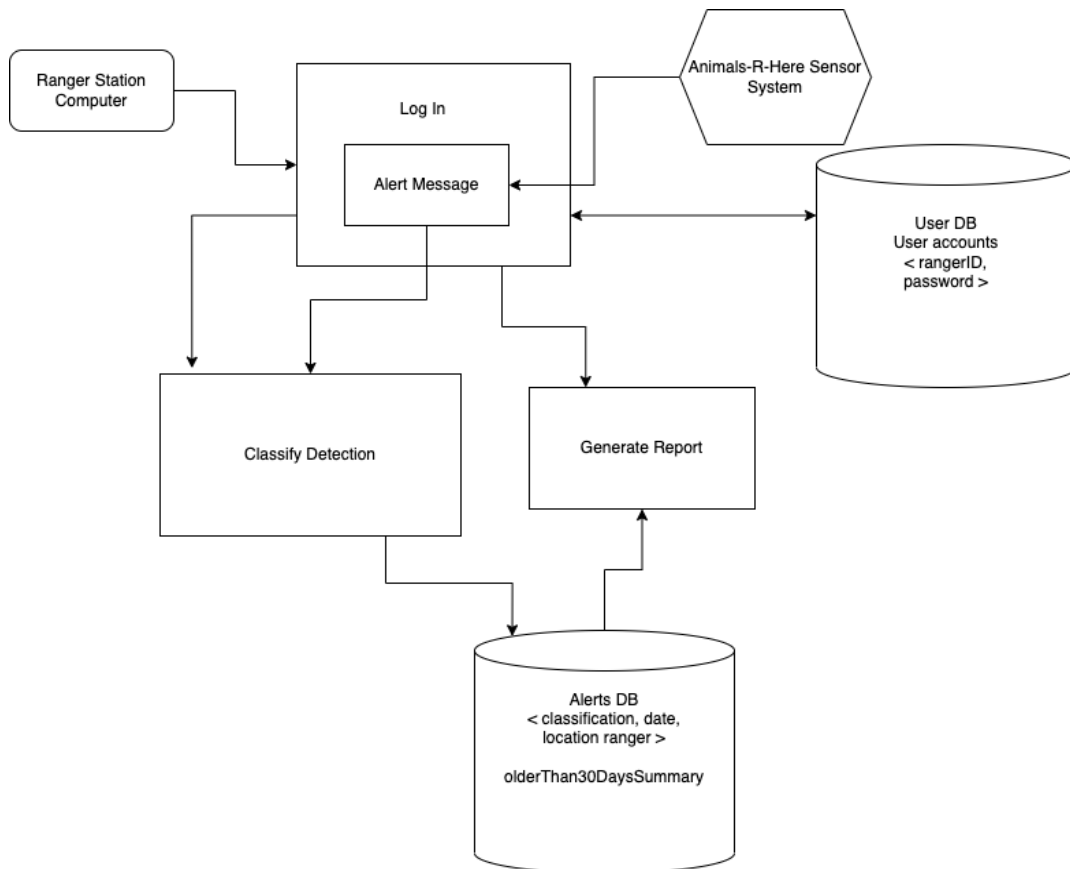 Ranger Station
Computer
Log In
Animals-R-Here Sensor
System
Alert Message
User DB
User accounts
< rangerID,
password >
Classify Detection
Generate Report
Alerts DB
< classification, date,
location ranger >
olderThan30DaysSummary